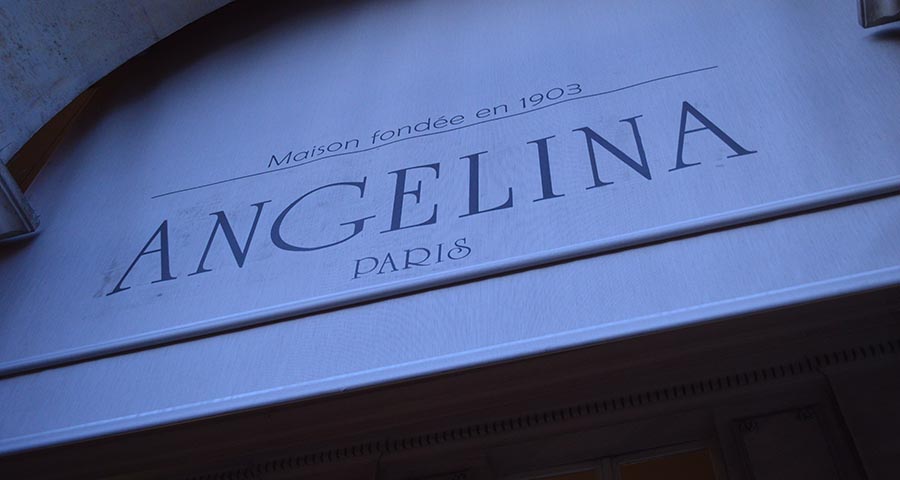 Maison fondée en 1903
ANGELINA
PARIS